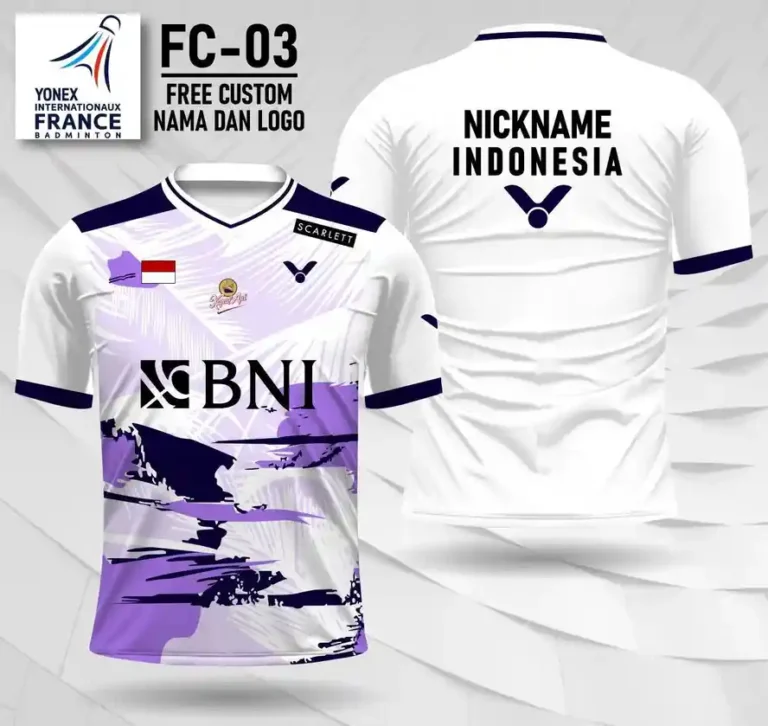 YONEX
INTERNATIONAUX
FRANCE
BADMINTON
FC-03
FREE CUSTOM
NAMA DAN LOGO
SCARLETT
BNI
NICKNAME
INDONESIA